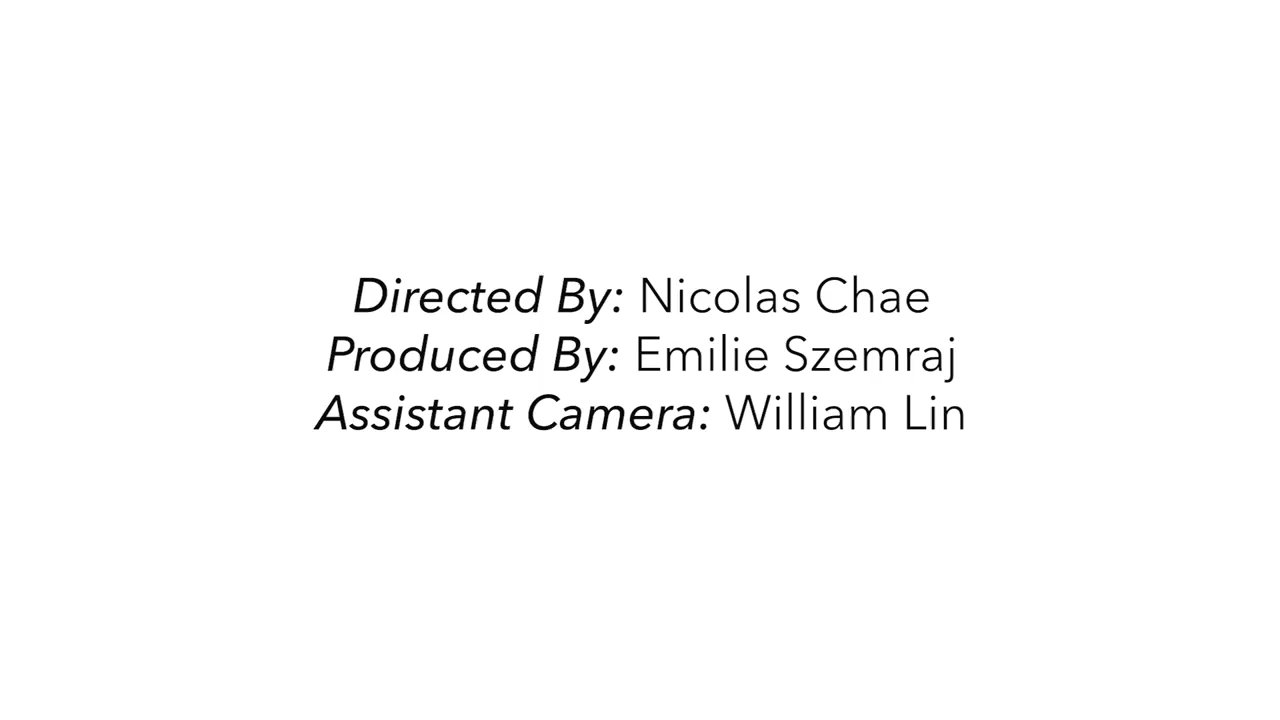 Directed By: Nicolas Chae
Produced By: Emilie Szemraj
Assistant Camera: William Lin